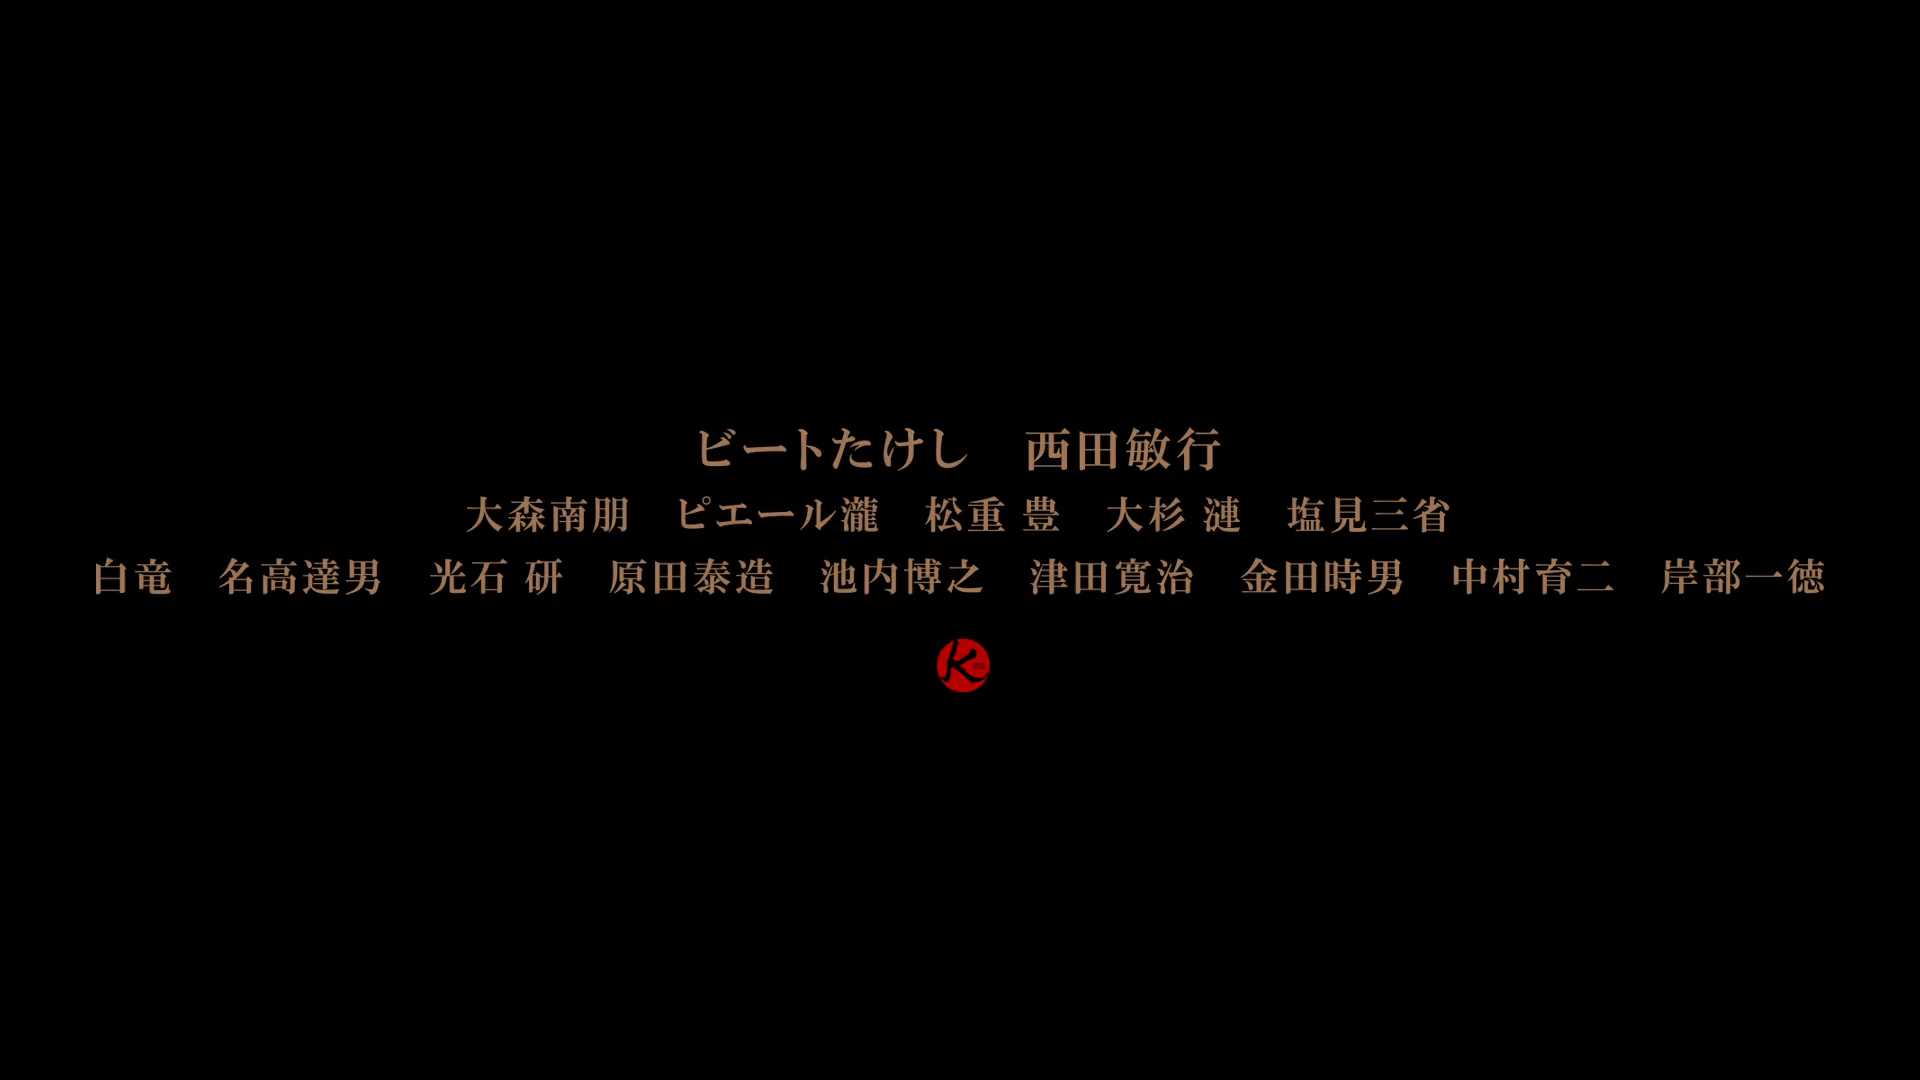 ビートたけし　西田敏行
大森南朋　ピエール瀧　松重 豊　大杉 漣　塩見三省
白竜　名高達男　光石 研　原田泰造　池内博之　津田寛治　金田時男　中村育二　岸部一徳
K